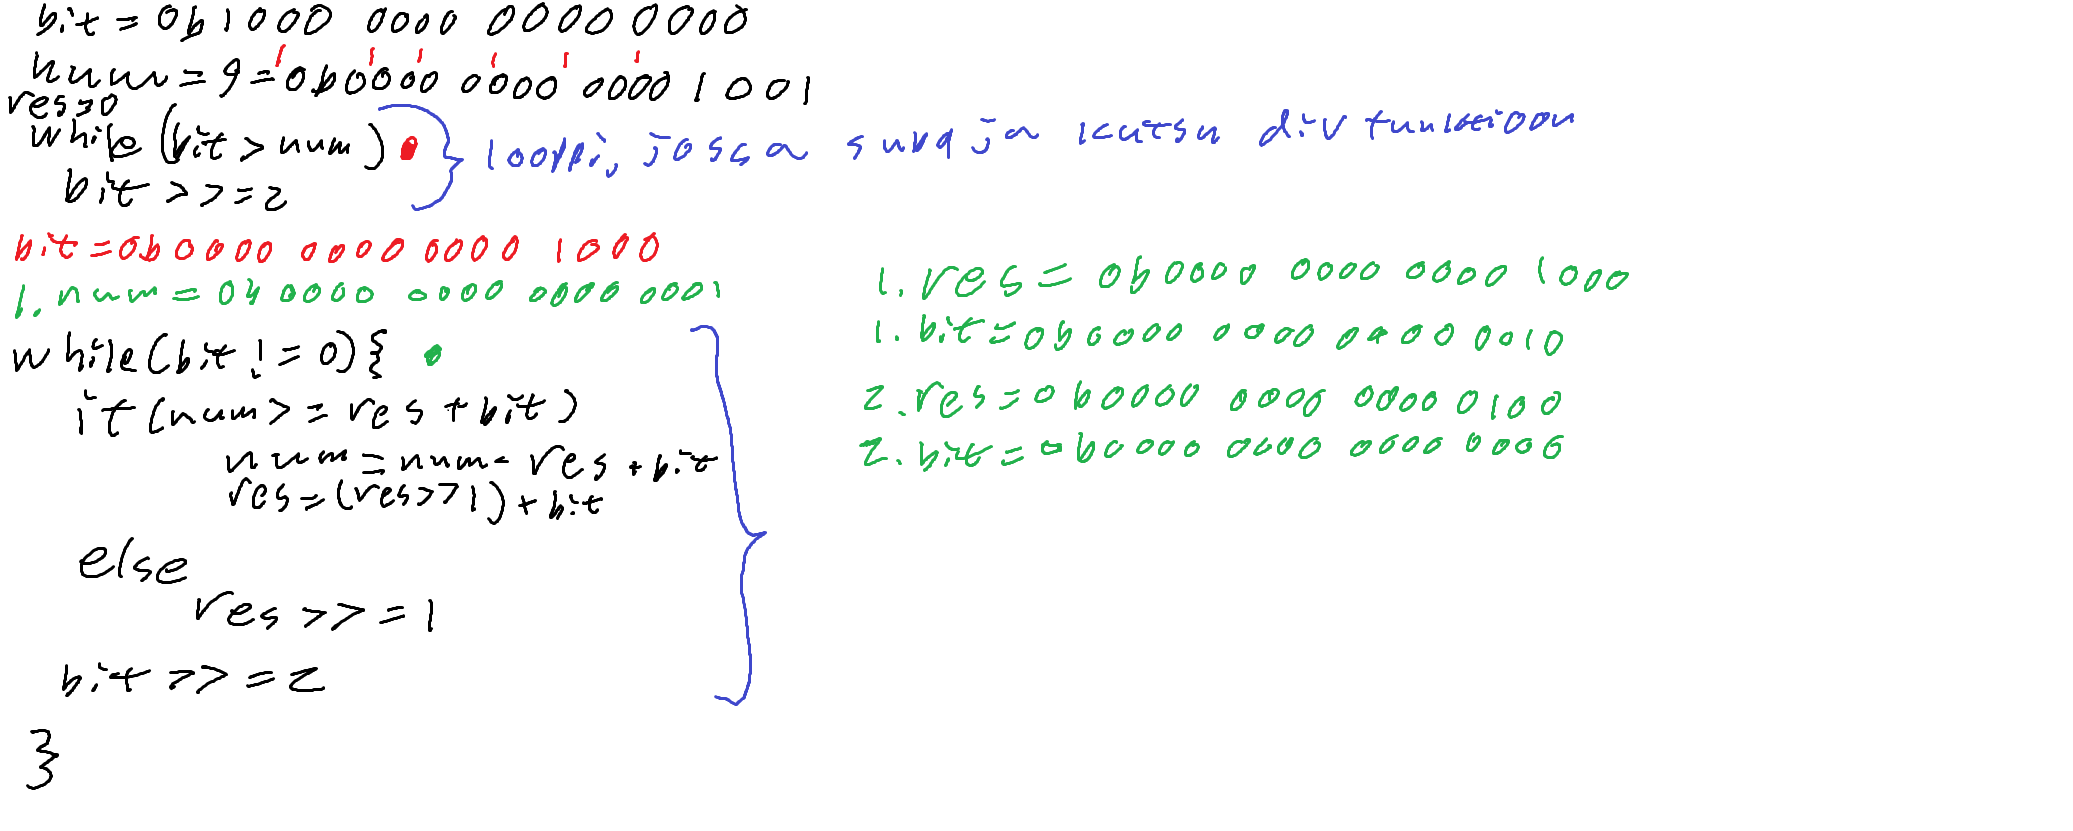 bit = 0b1000 0000 0000 0000
num = 9 = 0b0000 0000 0000 1001
res=0
while (bit > num)
bit >>=2
looppi, jossa suba ja kutsu div funktioon
bit = 0b0000 0000 0000 1000
1. num = 0b0000 0000 0000 0001
1. res = 0b0000 0000 0000 1000
1. bit = 0b0000 0000 0000 0010
while(bit != 0){
2. res = 0b0000 0000 0000 0100
if (num >= res + bit)
2. bit = 0b0000 0000 0000 0000
num = num - res + bit
res = (res >> 1) + bit
else
res >>= 1
bit >>= 2
}